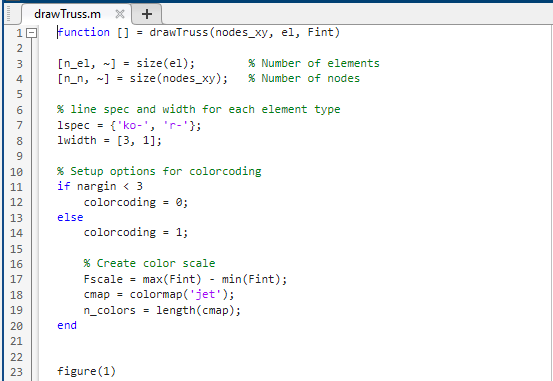 drawTruss.m × +
1 function [] = drawTruss(nodes_xy, el, Fint)
2
3 [n_el, ~] = size(el); % Number of elements
4 [n_n, ~] = size(nodes_xy); % Number of nodes
5
6 % line spec and width for each element type
7 lspec = {'ko-', 'r-'};
8 lwidth = [3, 1];
9
10 % Setup options for colorcoding
11 if nargin < 3
12 colorcoding = 0;
13 else
14 colorcoding = 1;
15
16 % Create color scale
17 Fscale = max(Fint) - min(Fint);
18 cmap = colormap('jet');
19 n_colors = length(cmap);
20 end
21
22
23 figure(1)